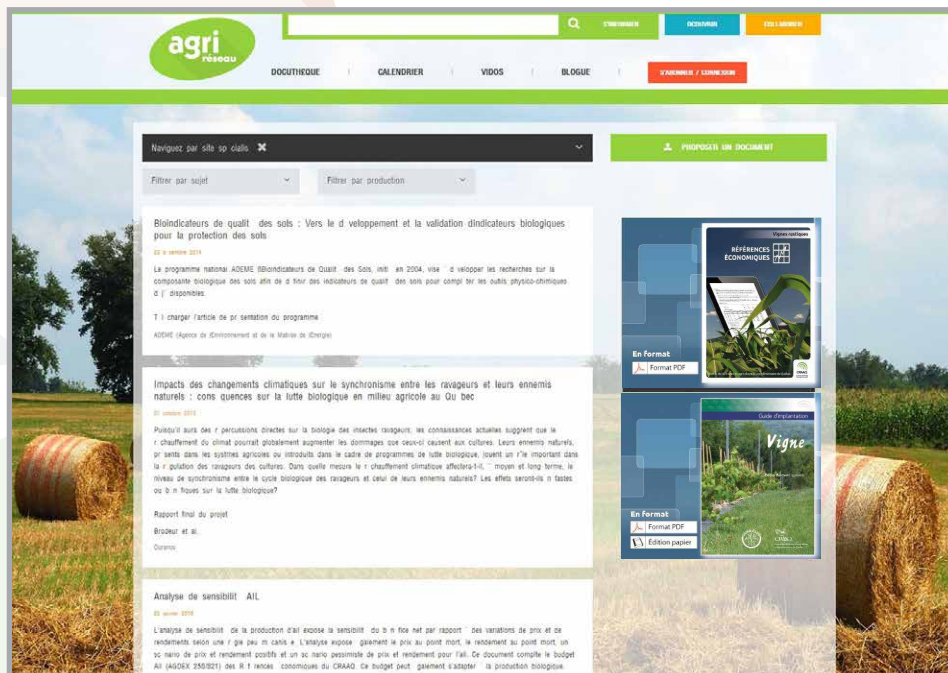 agri
réseau
S'INFORMER
DÉCOUVRIR
COLLABORER
DOCUTHEQUE
CALENDRIER
VIDOS
BLOGUE
S'ABONNER / CONNEXION
Naviguez par site sp cialis
PROPOSER UN DOCUMENT
Filtrer par sujet
Filtrer par production
Bioindicateurs de qualit des sols : Vers le d veloppement et la validation dindicateurs biologiques
pour la protection des sols
2014
Le programme national ADEME Bioindicateurs de Qualit des Sols, initi en 2004, vise d velopper les recherches sur la
composante biologique des sols afin de d finir des indicateurs de qualit des sols pour compl ter les outils physico-chimiques
d j disponibles.
T l charger l'article de pr sentation du programme
ADEME (Agence de lEnvironnement et de la Maîtrise de lEnergie)
Impacts des changements climatiques sur le synchronisme entre les ravageurs et leurs ennemis
naturels : cons quences sur la lutte biologique en milieu agricole au Qu bec
Puisqu'il aura des r percussions directes sur la biologie des insectes ravageurs, les connaissances actuelles suggrent que le
r chauffement du climat pourrait globalement augmenter les dommages que ceux-ci causent aux cultures. Leurs ennemis naturels,
pr sents dans les systmes agricoles ou introduits dans le cadre de programmes de lutte biologique, jouent un r™le important dans
la r gulation des ravageurs des cultures. Dans quelle mesure le r chauffement climatique affectera-t-il, ˆ moyen et long terme, le
niveau de synchronisme entre le cycle biologique des ravageurs et celui de leurs ennemis naturels? Les effets seront-ils n fastes
ou b n fiques sur la lutte biologique?
Rapport final du projet
Brodeur et al.
Ouranos
Analyse de sensibilit AIL
L'analyse de sensibilit de la production d'ail expose la sensibilit du b n fice net par rapport ˆ des variations de prix et de
rendements selon une r gie peu m canis e. L'analyse expose galement le prix au point mort, le rendement au point mort, un
sc nario de prix et rendement positifs et un sc nario pessimiste de prix et rendement pour l'ail. Ce document complte le budget
Ail (AGDEX 258/821) des R f rences conomiques du CRAAQ. Ce budget peut galement s'adapter la production biologique.
Vignes rustiques
RÉFÉRENCES
ÉCONOMIQUES
En format
Format PDF
CRAAQ
Guide d'implantation
Vigne
En format
Format PDF
Édition papier
CRAAQ